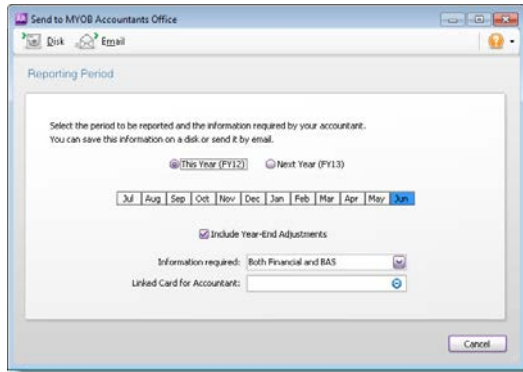 Send to MYOB Accountants Office
Disk Email
Reporting Period
Select the period to be reported and the information required by your accountant.
You can save this information on a disk or send it by email.
This Year (FY12) Next Year (FY13)
Jul Aug Sep Oct Nov Dec Jan Feb Mar Apr May Jun
Include Year-End Adjustments
Information required: Both Financial and BAS
Linked Card for Accountant:
Cancel